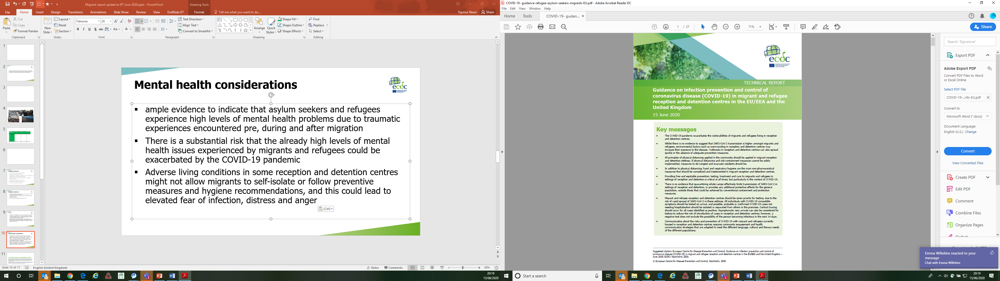 Migrant report update to RT June 2020.pptx - PowerPoint
Drawing Tools
File
Home
Insert
Design
Transitions
Animations
Slide Show
Review
View
EndNote X7
Format
Tell me what you want to do...
Teymur Noori
Share
Paste
Cut
Copy
Format Painter
Clipboard
New
Slide
Layout
Reset
Section
Slides
Tahoma
28
Font
Text Direction
Align Text
Convert to SmartArt
Paragraph
Arrange
Quick
Styles
Shape Fill
Shape Outline
Shape Effects
Drawing
Find
Replace
Select
Editing
1
2
3
4
5
6
7
8
9
10
11
Mental health considerations
ecdc
▪ ample evidence to indicate that asylum seekers and refugees
experience high levels of mental health problems due to traumatic
experiences encountered pre, during and after migration
▪ There is a substantial risk that the already high levels of mental
health issues experienced by migrants and refugees could be
exacerbated by the COVID-19 pandemic
▪ Adverse living conditions in some reception and detention centres
might not allow migrants to self-isolate or follow preventive
measures and hygiene recommendations, and this could lead to
elevated fear of infection, distress and anger
(Ctrl)
Slide 10 of 17
English (United Kingdom)
Notes
Comments
90%
20:19
15/06/2020
COVID-19- guidance-refugee-asylum-seekers-migrants-EU.pdf - Adobe Acrobat Reader DC
File Edit View Window Help
Home
Tools
COVID-19- guidan...
1 / 27
71%
Share
ecdc
EUROPEAN CENTRE FOR
DISEASE PREVENTION
AND CONTROL
TECHNICAL REPORT
Guidance on infection prevention and control of
coronavirus disease (COVID-19) in migrant and refugee
reception and detention centres in the EU/EEA and the
United Kingdom
15 June 2020
Key messages
• The COVID-19 pandemic exacerbates the vulnerabilities of migrants and refugees living in reception
and detention centres.
• Whilst there is no evidence to suggest that SARS-CoV-2 transmission is higher amongst migrants and
refugees, environmental factors such as overcrowding in reception and detention centres may
increase their exposure to the disease. Outbreaks in reception and detention centres can also spread
quickly in the absence of adequate prevention measures.
• All principles of physical distancing applied in the community should be applied in migrant reception
and detention settings. If physical distancing and risk-containment measures cannot be safely
implemented, measures to de-congest and evacuate residents should be.
• In addition to physical distancing, hand and respiratory hygiene are the main non-pharmaceutical
measures that should be considered and implemented in migrant reception and detention centres.
• Providing free and equitable prevention, testing, treatment and care to migrants and refugees in
settings of reception and detention is critical at all times, but particularly in the context of COVID-19.
• There is no evidence that quarantining whole camps effectively limits transmission of SARS-CoV-2 in
settings of reception and detention, or provides any additional protective effects for the general
population, outside those that could be achieved by conventional containment and protection
measures.
• Migrant and refugee reception and detention centres should be given priority for testing, due to the
risk of rapid spread of SARS-CoV-2 in these settings. All individuals with COVID-19 compatible
symptoms should be tested on arrival, and possible, probable or confirmed COVID-19 cases not
needing hospitalisation should be isolated or separated from others in the premises. Contact tracing
should occur for all cases identified as positive. Asymptomatic new arrivals can also be considered for
testing to reduce the risk of introduction of cases in reception and detention centres; however, a
negative test does not exclude the possibility of the person becoming infectious in the next 14 days.
• Communicating about the risks and prevention of COVID-19 with migrant and refugees currently
housed in reception and detention centres requires community engagement and health
communication strategies that are adapted to meet the different language, cultural and literacy needs
of the different populations.
Suggested citation: European Centre for Disease Prevention and Control. Guidance on infection prevention and control of
coronavirus disease (COVID-19) in migrant and refugee reception and detention centres in the EU/EEA and the United Kingdom –
June 2020. ECDC: Stockholm; 2020.
© European Centre for Disease Prevention and Control, Stockholm, 2020
Search 'Signature'
Export PDF
Adobe Export PDF
Convert PDF Files to Word
or Excel Online
Select PDF File
COVID-19-...nts-EU.pdf
Convert to
Microsoft Word (*.docx)
Document Language:
English (U.S.) Change
Convert
View Converted Files
Create PDF
Edit PDF
Comment
Combine Files
Organize Pages
Redact
Emma Wiltshire reacted to your
message
Chat with Emma Wiltshire
Start a search
20:19
15/06/2020